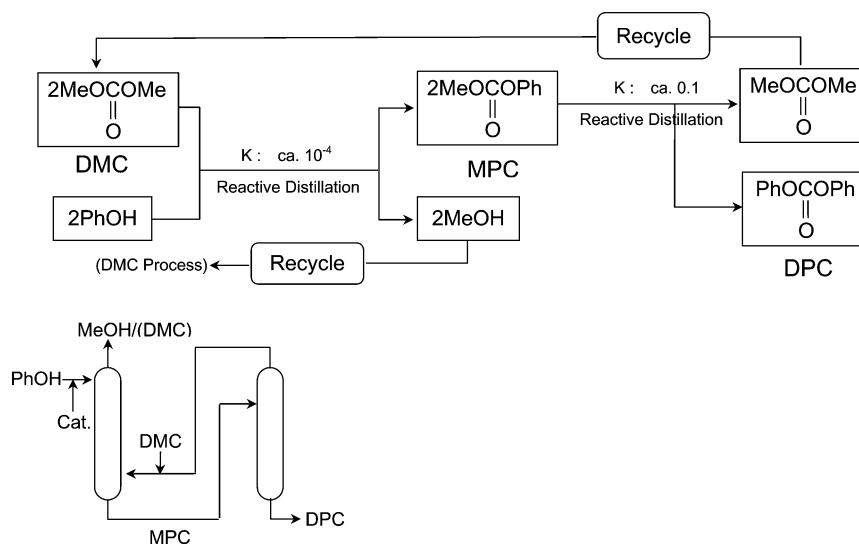 Recycle
2MeOCOMe
O
DMC
2PhOH
K : ca. 10-4
Reactive Distillation
2MeOCOPh
O
MPC
2MeOH
K : ca. 0.1
Reactive Distillation
MeOCOMe
O
PhOCOPh
O
DPC
(DMC Process)
Recycle
MeOH/(DMC)
PhOH
Cat.
DMC
MPC
DPC